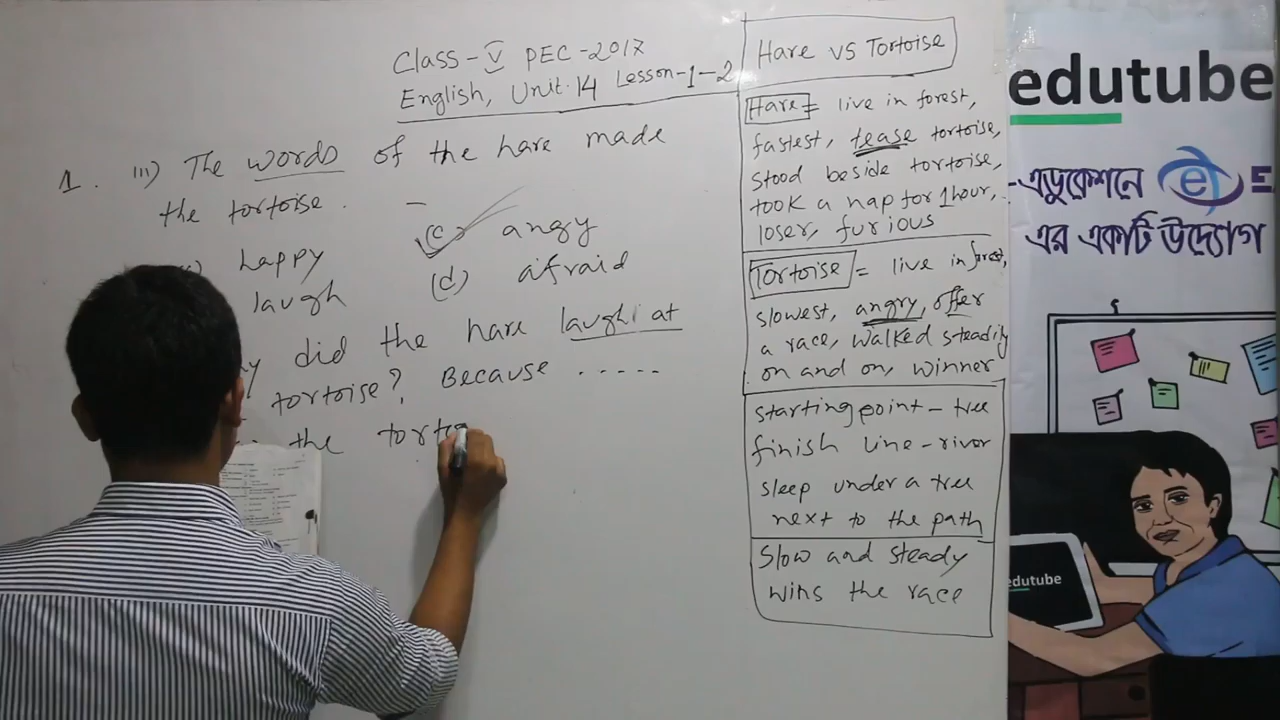 Class-V PEC-2017
English, Unit-14 Lesson-1-2
1. iii) The words of the hare made
the tortoise.
happy
(c) angry
laugh
(d) afraid
did the hare laugh at
tortoise? Because .....
the torto
Hare vs Tortoise
Hare = live in forest,
fastest, tease tortoise,
stood beside tortoise,
took a nap for 1 hour,
loser, furious
Tortoise = live in forest,
slowest, angry, offer
a race, walked steadily
on and on, winner
starting point - tree
finish line - river
sleep under a tree
next to the path
Slow and steady
wins the race
edutube
-এডুকেশনে et E
এর একটি উদ্যোগ
edutube